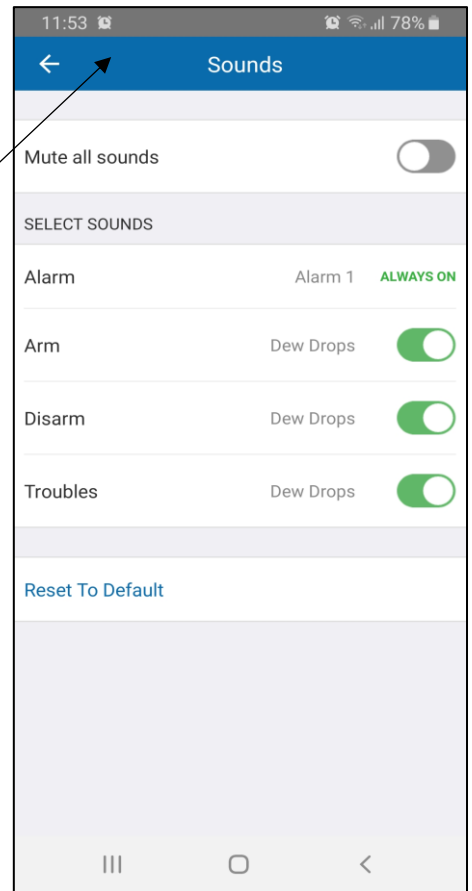 11:53 78%
Sounds
Mute all sounds
SELECT SOUNDS
Alarm Alarm 1 ALWAYS ON
Arm Dew Drops
Disarm Dew Drops
Troubles Dew Drops
Reset To Default